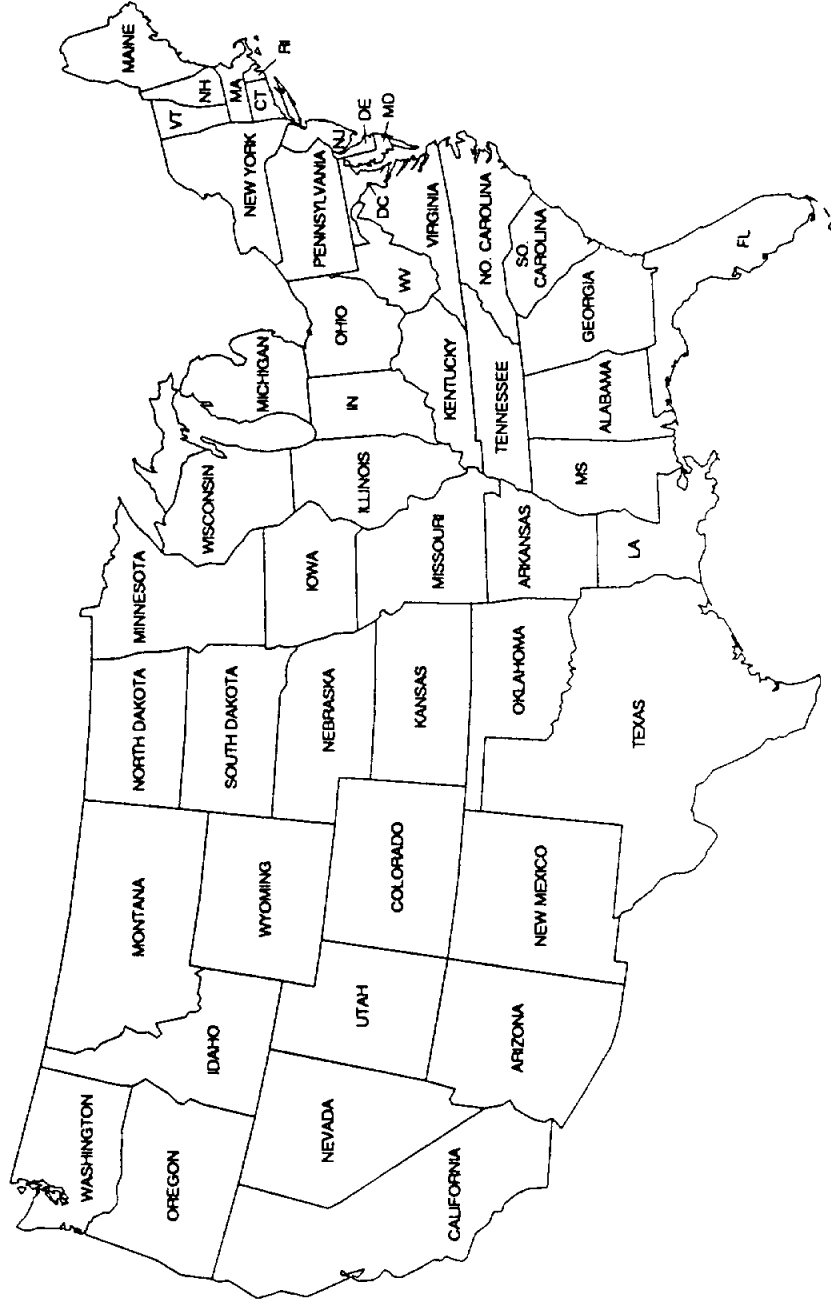 WASHINGTON
OREGON
CALIFORNIA
NEVADA
IDAHO
MONTANA
WYOMING
UTAH
ARIZONA
COLORADO
NEW MEXICO
NORTH DAKOTA
SOUTH DAKOTA
NEBRASKA
KANSAS
OKLAHOMA
TEXAS
MINNESOTA
IOWA
MISSOURI
ARKANSAS
LA
WISCONSIN
ILLINOIS
MICHIGAN
IN
OHIO
KENTUCKY
TENNESSEE
MS
ALABAMA
GEORGIA
FL
SO.
CAROLINA
NO. CAROLINA
VIRGINIA
WV
DC
PENNSYLVANIA
NEW YORK
NJ
DE
MD
VT
NH
MAINE
MA
CT
RI